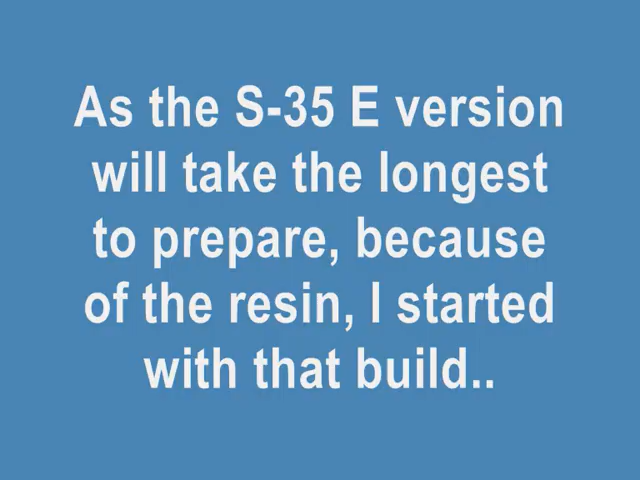 As the S-35 E version
will take the longest
to prepare, because
of the resin, I started
with that build..